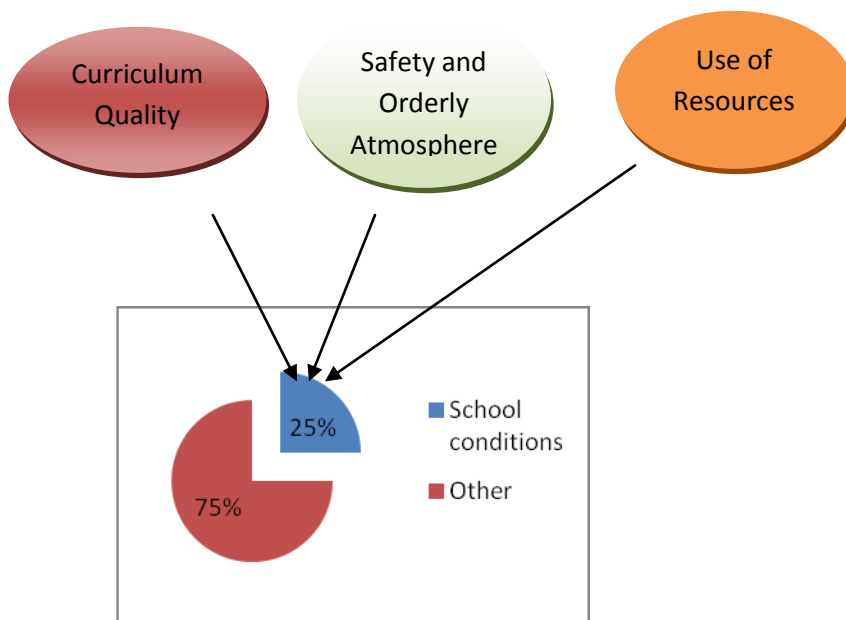 Curriculum
Quality
Safety and
Orderly
Atmosphere
Use of
Resources
25%
75%
School
conditions
Other